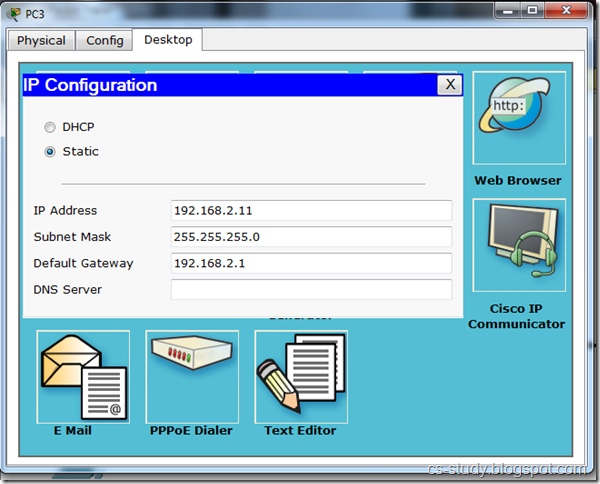 PC3
Physical Config Desktop
IP Configuration X
DHCP
Static
IP Address 192.168.2.11
Subnet Mask 255.255.255.0
Default Gateway 192.168.2.1
DNS Server
http:
Web Browser
Cisco IP
Communicator
@
E Mail PPPoE Dialer Text Editor
cs-study.blogspot.com